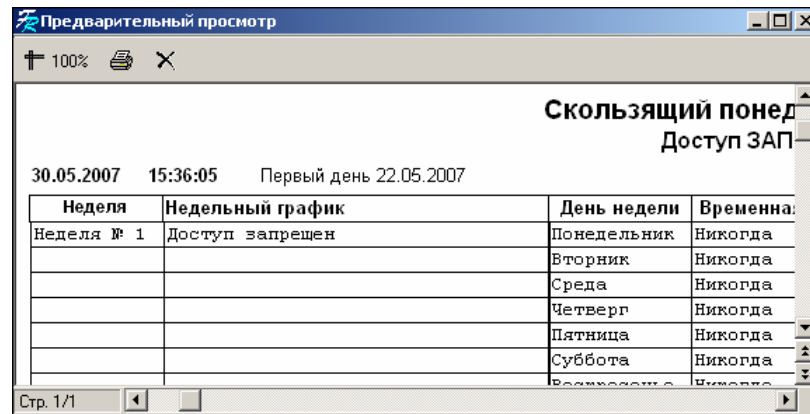 Предварительный просмотр
100%
Скользящий понед
Доступ ЗАП
30.05.2007 15:36:05 Первый день 22.05.2007
Неделя Недельный график День недели Временна
Неделя № 1 Доступ запрещен Понедельник Никогда
Вторник Никогда
Среда Никогда
Четверг Никогда
Пятница Никогда
Суббота Никогда
Стр. 1/1